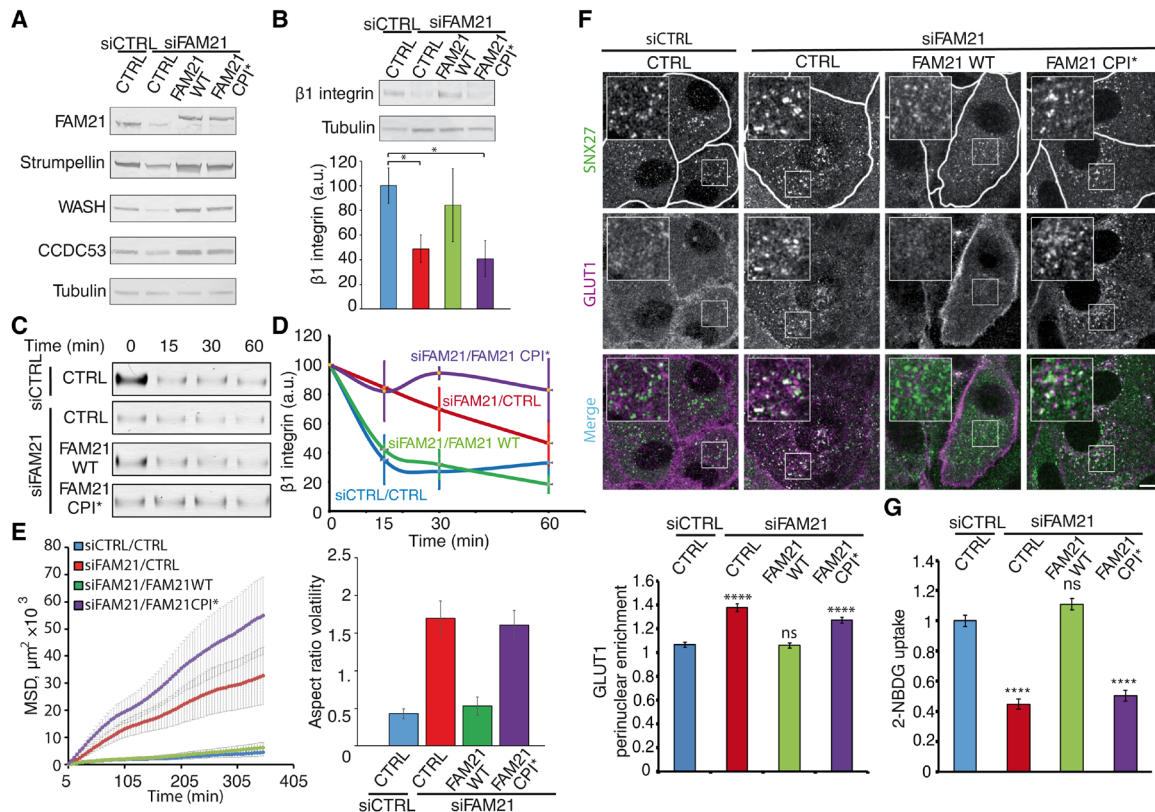 A
siCTRL
siFAM21
CTRL
CTRL
FAM21 WT
FAM21 CPI*
FAM21
Strumpellin
WASH
CCDC53
Tubulin
B
siCTRL
siFAM21
CTRL
CTRL
FAM21 WT
FAM21 CPI*
β1 integrin
Tubulin
β1 integrin (a.u.)
120
100
80
60
40
20
0
*
*
C
Time (min)
0 15 30 60
siCTRL
CTRL
siFAM21
CTRL
FAM21
WT
FAM21
CPI*
D
β1 integrin (a.u.)
120
100
80
60
40
20
0
siFAM21/FAM21 CPI*
siFAM21/CTRL
siFAM21/FAM21 WT
siCTRL/CTRL
0 15 30 60
Time (min)
E
MSD, µm² ×10³
80
70
60
50
40
30
20
10
0
siCTRL/CTRL
siFAM21/CTRL
siFAM21/FAM21WT
siFAM21/FAM21CPI*
5 105 205 305 405
Time (min)
Aspect ratio volatility
2.5
2
1.5
1
0.5
0
CTRL
CTRL
FAM21 WT
FAM21 CPI*
siCTRL
siFAM21
F
siCTRL
siFAM21
CTRL
CTRL
FAM21 WT
FAM21 CPI*
SNX27
GLUT1
Merge
siCTRL
siFAM21
CTRL
CTRL
FAM21 WT
FAM21 CPI*
GLUT1
perinuclear enrichment
1.6
1.4
1.2
1
0.8
0.6
0.4
0.2
0
****
ns
****
G
siCTRL
siFAM21
CTRL
CTRL
FAM21 WT
FAM21 CPI*
2-NBDG uptake
1.4
1.2
1
0.8
0.6
0.4
0.2
0
****
ns
****